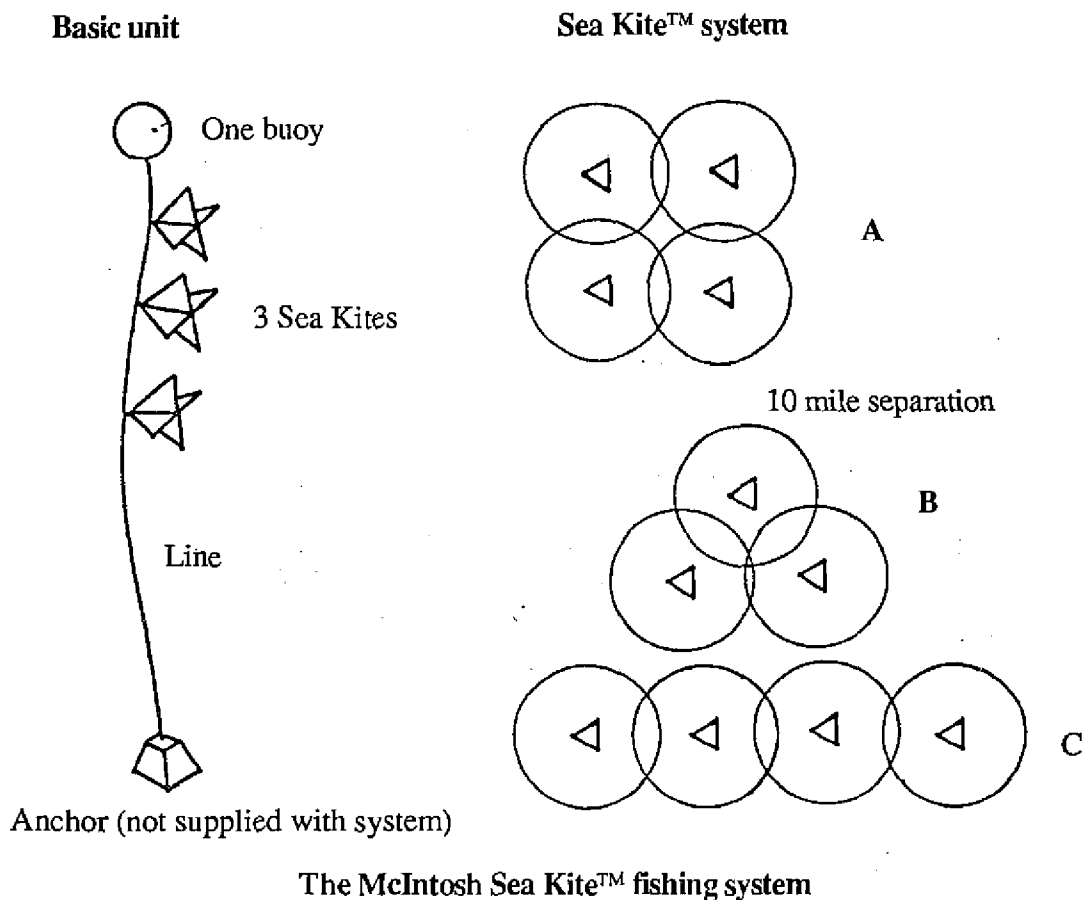 Basic unit
Sea Kite™ system
One buoy
3 Sea Kites
Line
Anchor (not supplied with system)
A
10 mile separation
B
C
The McIntosh Sea Kite™ fishing system